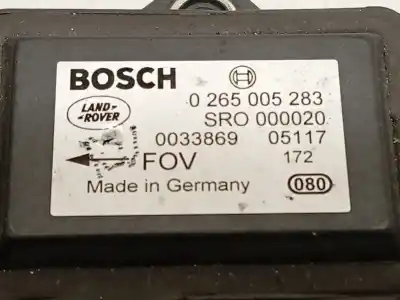 BOSCH
0 265 005 283
LAND-
-ROVER
SRO 000020
0033869 05117
FOV 172
Made in Germany 080